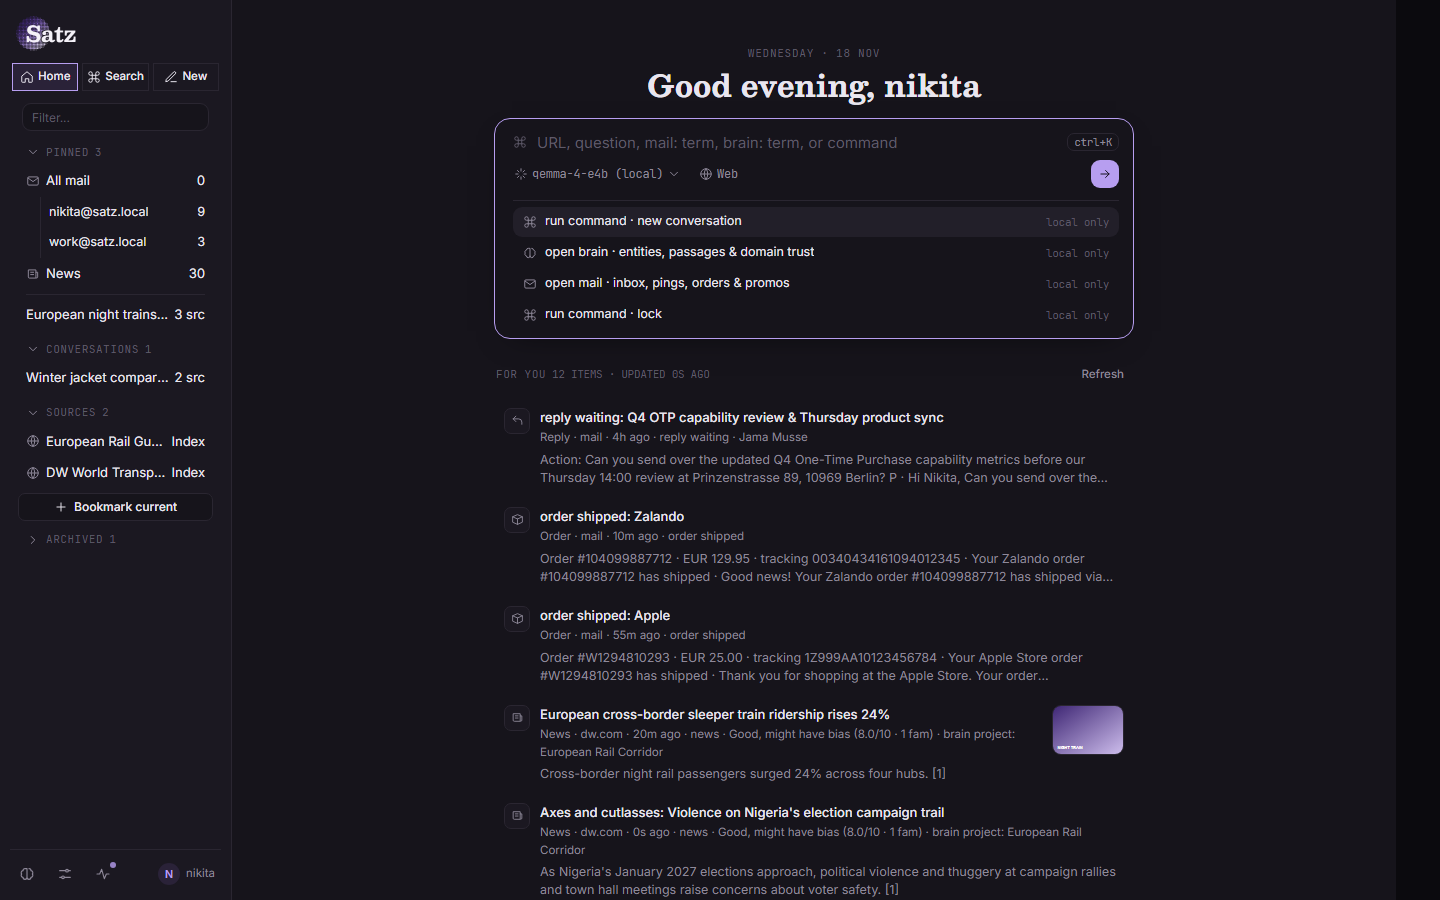 Satz
Home
Search
New
Filter...
PINNED 3
All mail 0
nikita@satz.local 9
work@satz.local 3
News 30
European night trains... 3 src
CONVERSATIONS 1
Winter jacket compar... 2 src
SOURCES 2
European Rail Gu... Index
DW World Transp... Index
Bookmark current
ARCHIVED 1
N nikita
WEDNESDAY · 18 NOV
Good evening, nikita
URL, question, mail: term, brain: term, or command
ctrl+K
gemma-4-e4b (local)
Web
run command · new conversation local only
open brain · entities, passages & domain trust local only
open mail · inbox, pings, orders & promos local only
run command · lock local only
FOR YOU 12 ITEMS · UPDATED 0S AGO
Refresh
reply waiting: Q4 OTP capability review & Thursday product sync
Reply · mail · 4h ago · reply waiting · Jama Musse
Action: Can you send over the updated Q4 One-Time Purchase capability metrics before our
Thursday 14:00 review at Prinzenstrasse 89, 10969 Berlin? P · Hi Nikita, Can you send over the...
order shipped: Zalando
Order · mail · 10m ago · order shipped
Order #104099887712 · EUR 129.95 · tracking 00340434161094012345 · Your Zalando order
#104099887712 has shipped · Good news! Your Zalando order #104099887712 has shipped via...
order shipped: Apple
Order · mail · 55m ago · order shipped
Order #W1294810293 · EUR 25.00 · tracking 1Z999AA10123456784 · Your Apple Store order
#W1294810293 has shipped · Thank you for shopping at the Apple Store. Your order...
European cross-border sleeper train ridership rises 24%
News · dw.com · 20m ago · news · Good, might have bias (8.0/10 · 1 fam) · brain project:
European Rail Corridor
Cross-border night rail passengers surged 24% across four hubs. [1]
NIGHT TRAIN
Axes and cutlasses: Violence on Nigeria's election campaign trail
News · dw.com · 0s ago · news · Good, might have bias (8.0/10 · 1 fam) · brain project: European Rail
Corridor
As Nigeria's January 2027 elections approach, political violence and thuggery at campaign rallies
and town hall meetings raise concerns about voter safety. [1]